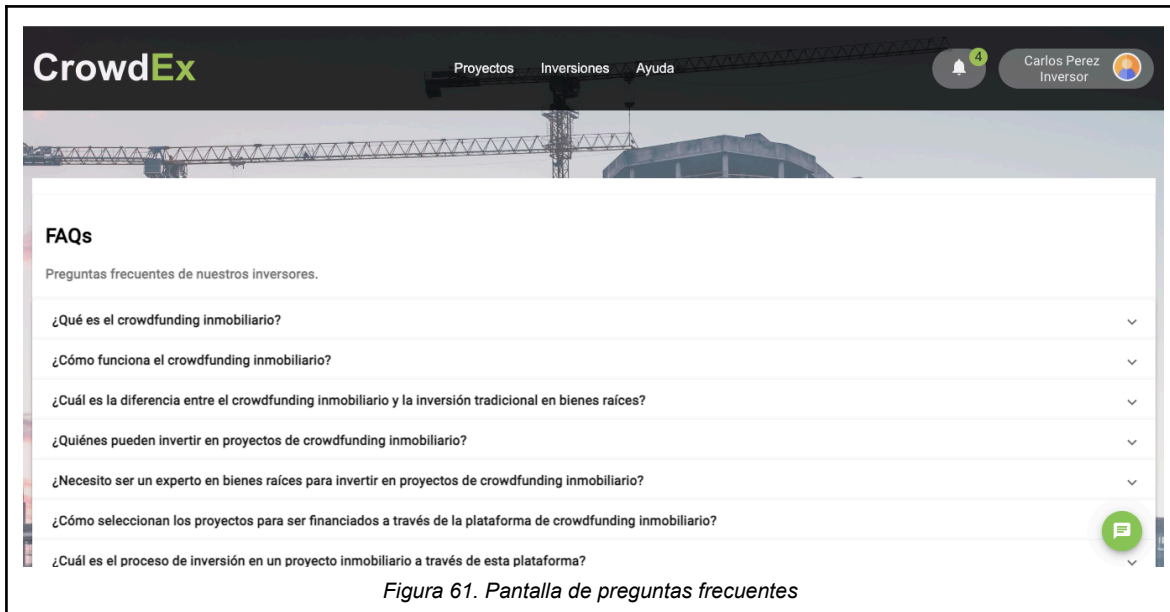 CrowdEx
Proyectos Inversiones Ayuda
4
Carlos Perez
Inversor
FAQs
Preguntas frecuentes de nuestros inversores.
¿Qué es el crowdfunding inmobiliario?
¿Cómo funciona el crowdfunding inmobiliario?
¿Cuál es la diferencia entre el crowdfunding inmobiliario y la inversión tradicional en bienes raíces?
¿Quiénes pueden invertir en proyectos de crowdfunding inmobiliario?
¿Necesito ser un experto en bienes raíces para invertir en proyectos de crowdfunding inmobiliario?
¿Cómo seleccionan los proyectos para ser financiados a través de la plataforma de crowdfunding inmobiliario?
¿Cuál es el proceso de inversión en un proyecto inmobiliario a través de esta plataforma?
Figura 61. Pantalla de preguntas frecuentes